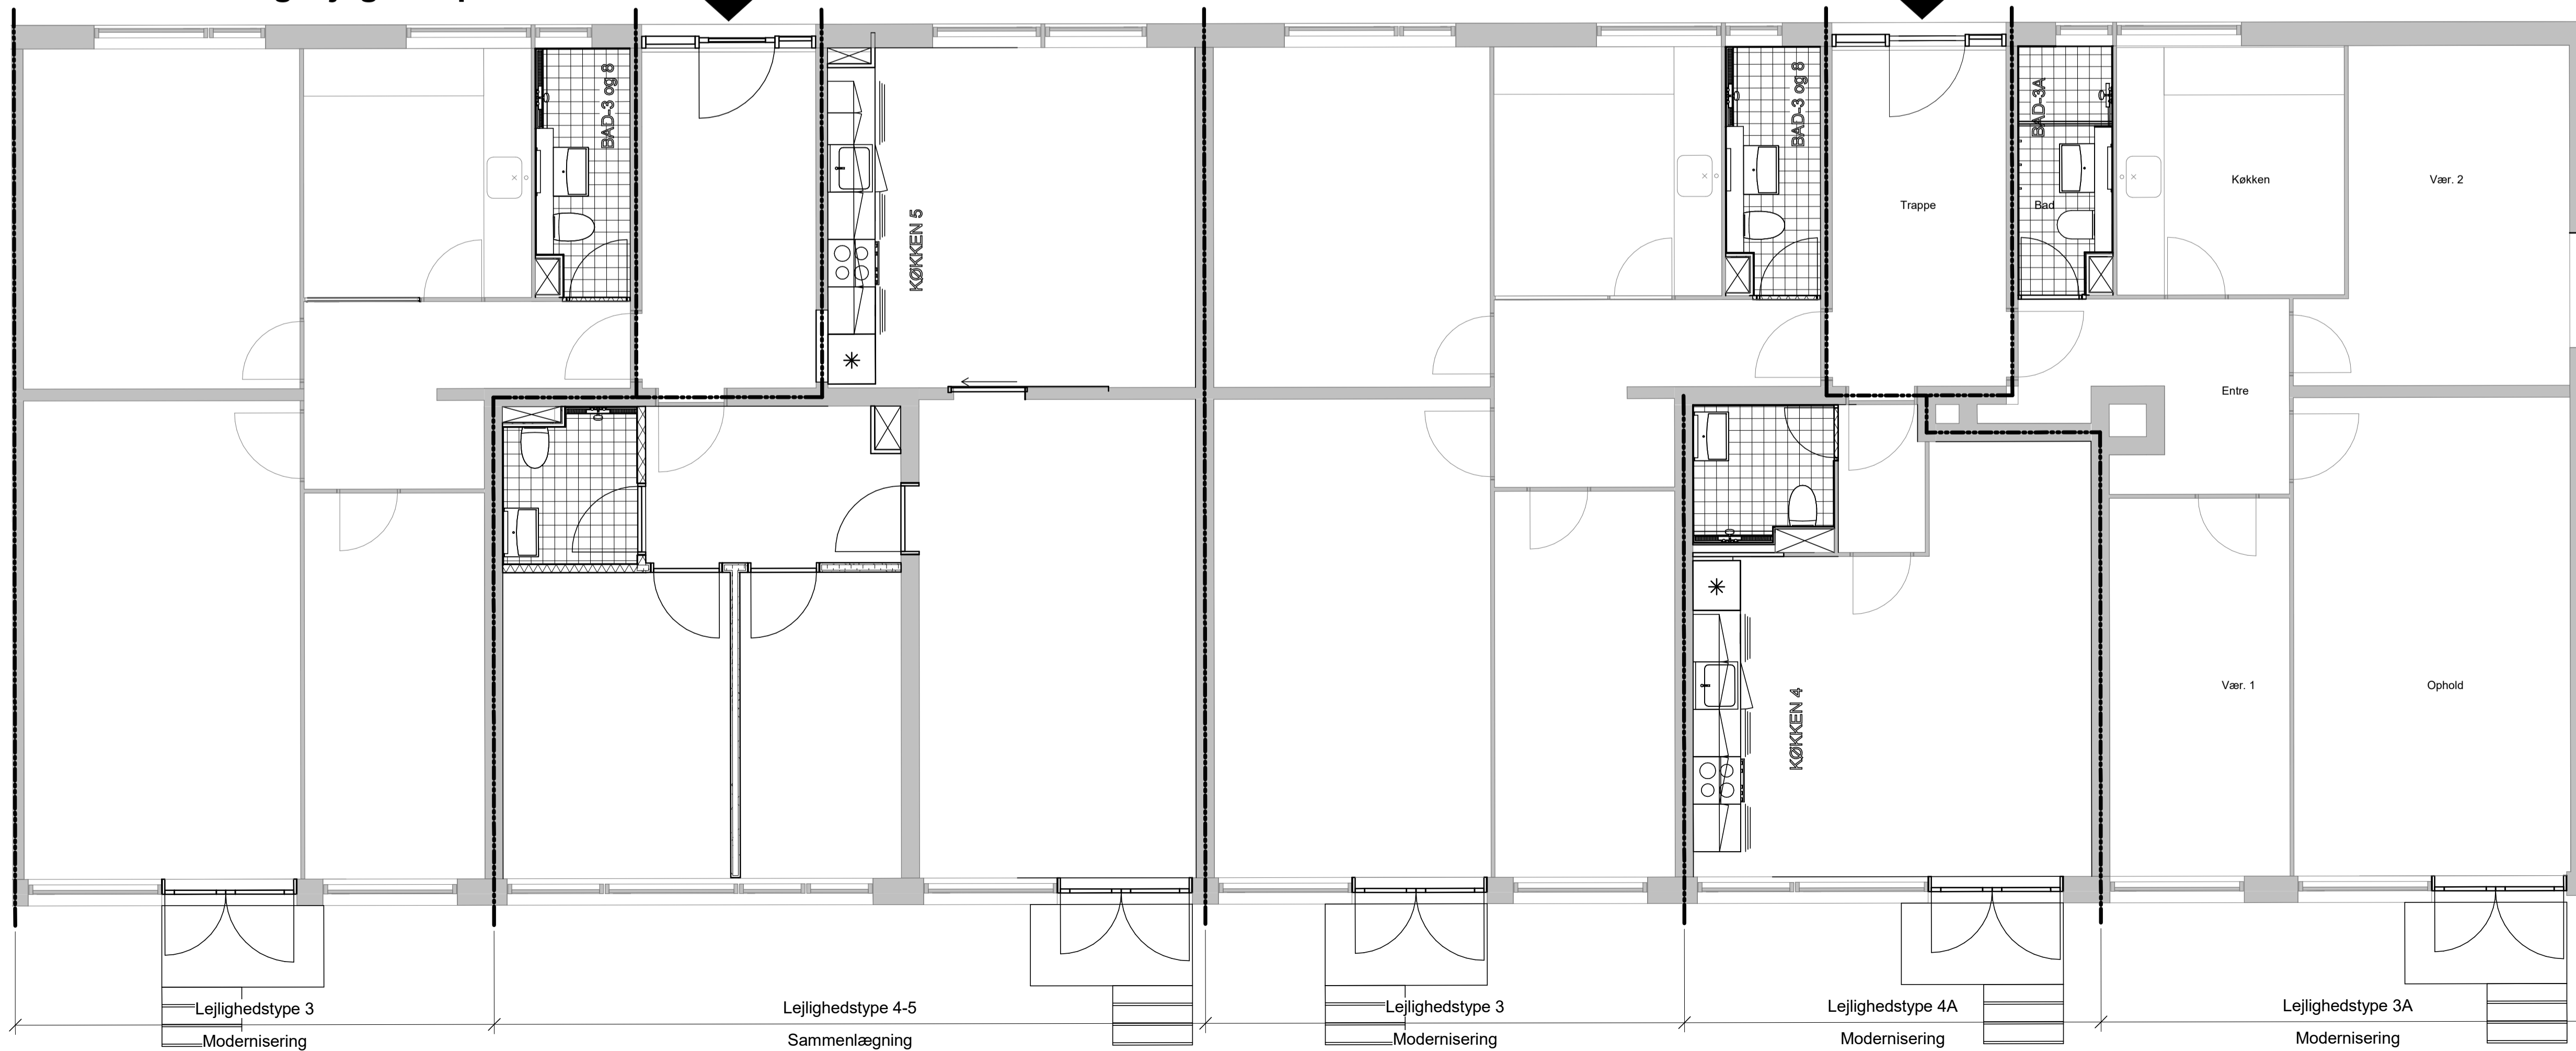 BAD-3 og 8
KØKKEN 5
BAD-3 og 8
Trappe
BAD-3A
Bad
Køkken
Vær. 2
Entre
KØKKEN 4
Vær. 1
Ophold
Lejlighedstype 3
Modernisering
Lejlighedstype 4-5
Sammenlægning
Lejlighedstype 3
Modernisering
Lejlighedstype 4A
Modernisering
Lejlighedstype 3A
Modernisering